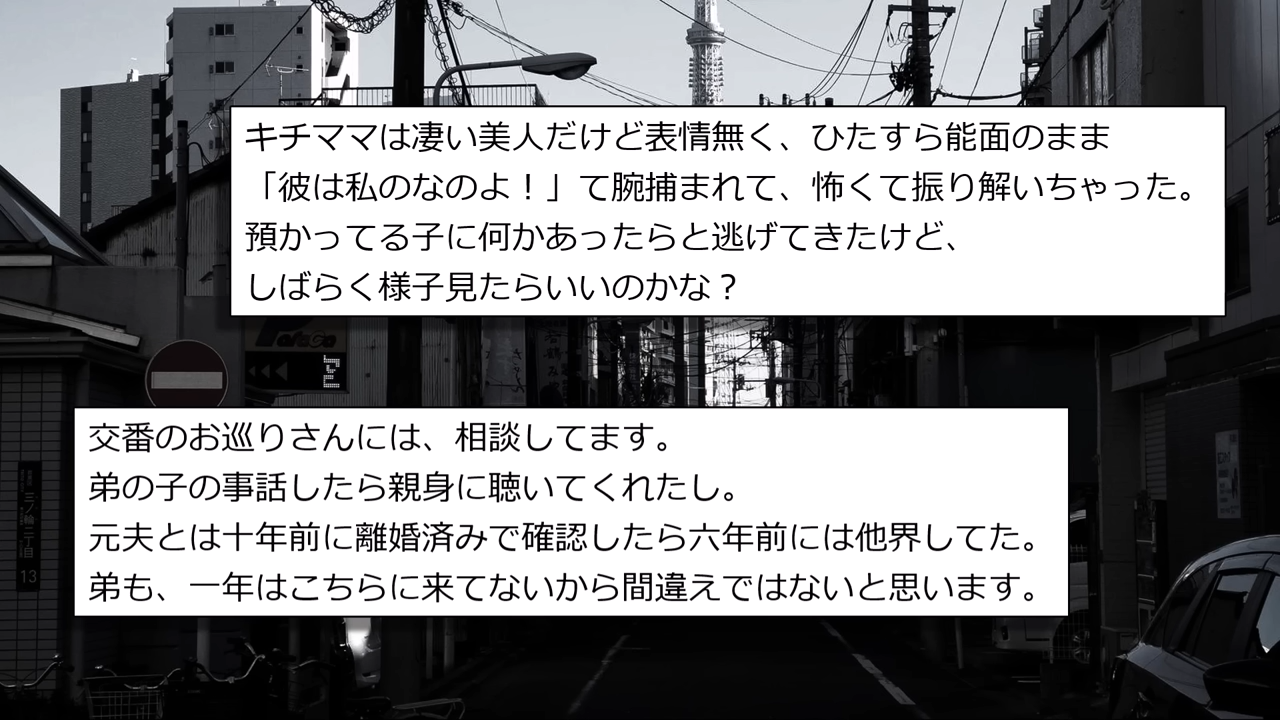 キチママは凄い美人だけど表情無く、ひたすら能面のまま
「彼は私のなのよ！」て腕捕まれて、怖くて振り解いちゃった。
預かってる子に何かあったらと逃げてきたけど、
しばらく様子見たらいいのかな？
交番のお巡りさんには、相談してます。
弟の子の事話したら親身に聴いてくれたし。
元夫とは十年前に離婚済みで確認したら六年前には他界してた。
弟も、一年はこちらに来てないから間違えではないと思います。
13